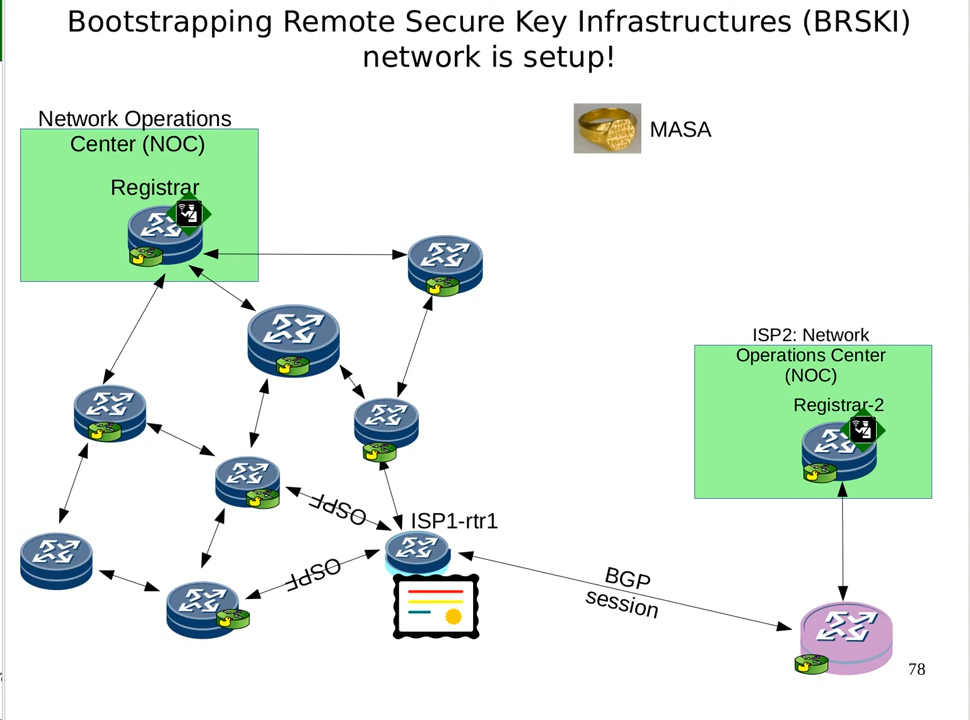 Bootstrapping Remote Secure Key Infrastructures (BRSKI)
network is setup!
Network Operations
Center (NOC)
MASA
Registrar
ISP2: Network
Operations Center
(NOC)
Registrar-2
OSPF
ISP1-rtr1
OSPF
BGP
session
78